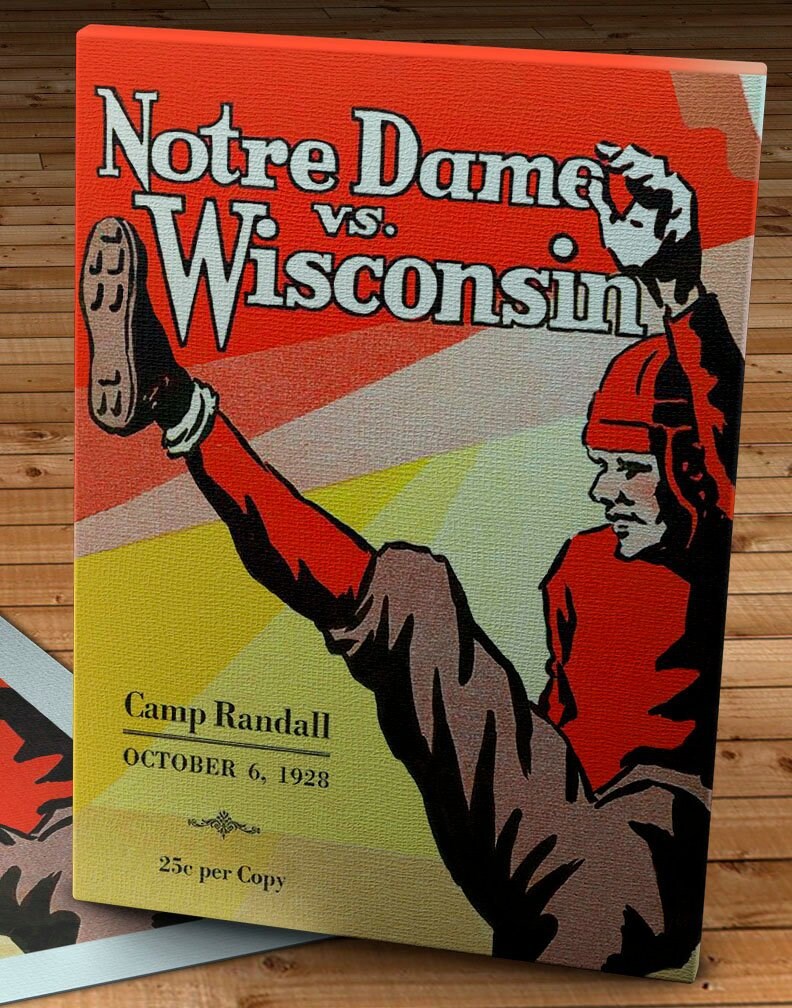 Notre Dame
vs.
Wisconsin
Camp Randall
OCTOBER 6, 1928
25c per Copy